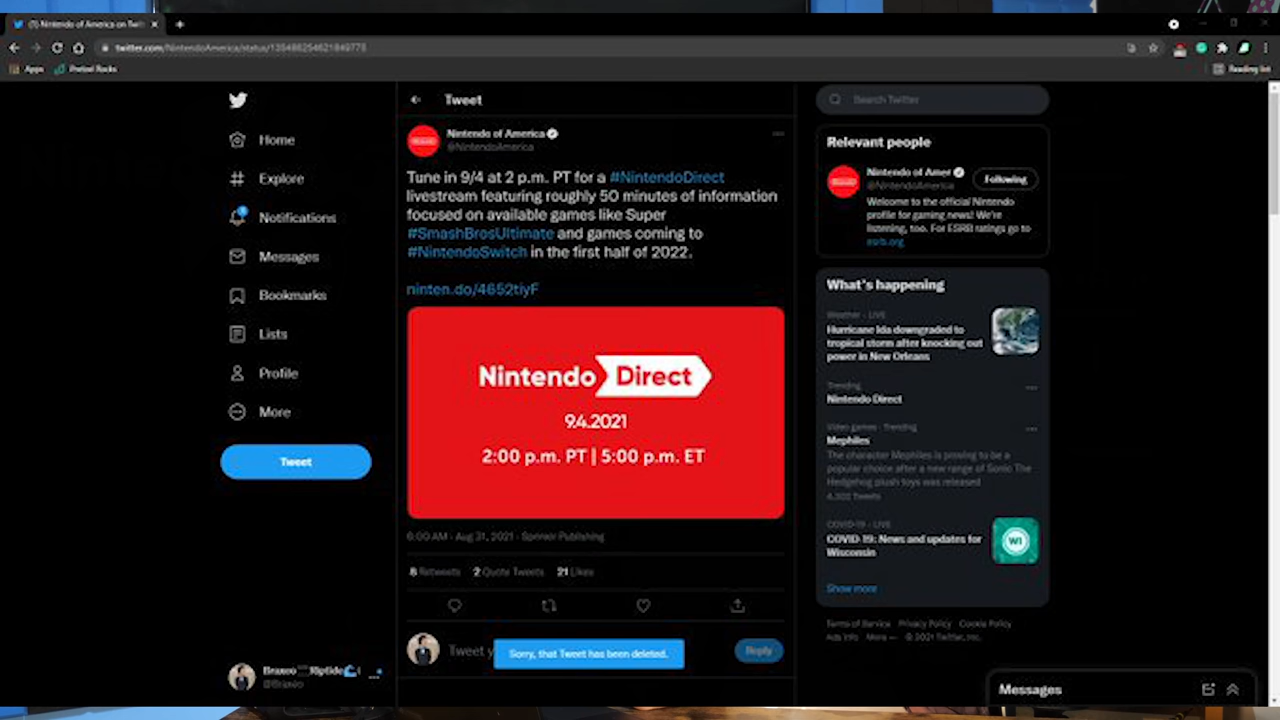 (1) Nintendo of America on Twit
twitter.com/NintendoAmerica/status/
Apps
Pretzel Rocks
Reading list
Home
Explore
Notifications
Messages
Bookmarks
Lists
Profile
More
Tweet
@Braxeo
Tweet
Nintendo of America
@NintendoAmerica
Tune in 9/4 at 2 p.m. PT for a #NintendoDirect
livestream featuring roughly 50 minutes of information
focused on available games like Super
#SmashBrosUltimate and games coming to
#NintendoSwitch in the first half of 2022.
ninten.do/4652tiyF
Nintendo Direct
9.4.2021
2:00 p.m. PT | 5:00 p.m. ET
6:00 AM · Aug 31, 2021 · Sprinklr Publishing
8 Retweets 2 Quote Tweets 21 Likes
Tweet y
Reply
Sorry, that Tweet has been deleted.
Search Twitter
Relevant people
Nintendo of Amer
@NintendoAmerica
Following
Welcome to the official Nintendo
profile for gaming news! We're
listening, too. For ESRB ratings go to
esrb.org
What's happening
Weather · LIVE
Hurricane Ida downgraded to
tropical storm after knocking out
power in New Orleans
Trending
Nintendo Direct
Video games · Trending
Mephiles
The character Mephiles is proving to be a
popular choice after a new range of Sonic The
Hedgehog plush toys was released
COVID-19 · LIVE
COVID-19: News and updates for
Wisconsin
WI
Show more
Terms of Service Privacy Policy Cookie Policy
Ads info More © 2021 Twitter, Inc.
Messages